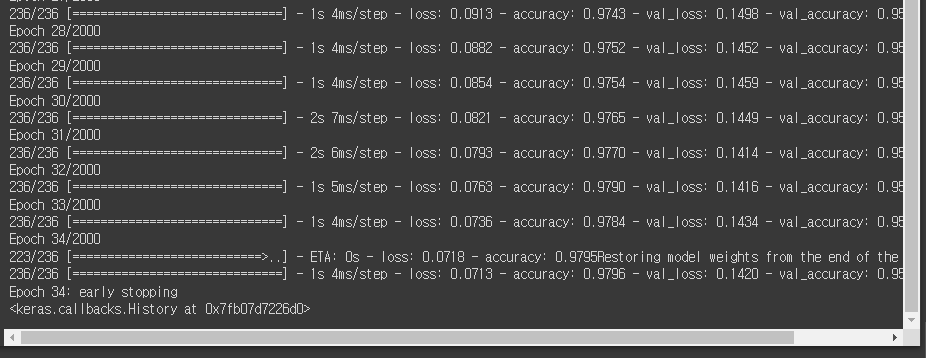 236/236 [==============================] - 1s 4ms/step - loss: 0.0913 - accuracy: 0.9743 - val_loss: 0.1498 - val_accuracy: 0.95
Epoch 28/2000
236/236 [==============================] - 1s 4ms/step - loss: 0.0882 - accuracy: 0.9752 - val_loss: 0.1452 - val_accuracy: 0.95
Epoch 29/2000
236/236 [==============================] - 1s 4ms/step - loss: 0.0854 - accuracy: 0.9754 - val_loss: 0.1459 - val_accuracy: 0.95
Epoch 30/2000
236/236 [==============================] - 2s 7ms/step - loss: 0.0821 - accuracy: 0.9765 - val_loss: 0.1449 - val_accuracy: 0.95
Epoch 31/2000
236/236 [==============================] - 2s 6ms/step - loss: 0.0793 - accuracy: 0.9770 - val_loss: 0.1414 - val_accuracy: 0.95
Epoch 32/2000
236/236 [==============================] - 1s 5ms/step - loss: 0.0763 - accuracy: 0.9790 - val_loss: 0.1416 - val_accuracy: 0.95
Epoch 33/2000
236/236 [==============================] - 1s 4ms/step - loss: 0.0736 - accuracy: 0.9784 - val_loss: 0.1434 - val_accuracy: 0.95
Epoch 34/2000
223/236 [===========================>..] - ETA: 0s - loss: 0.0718 - accuracy: 0.9795Restoring model weights from the end of the
236/236 [==============================] - 1s 4ms/step - loss: 0.0713 - accuracy: 0.9796 - val_loss: 0.1420 - val_accuracy: 0.95
Epoch 34: early stopping
<keras.callbacks.History at 0x7fb07d7226d0>